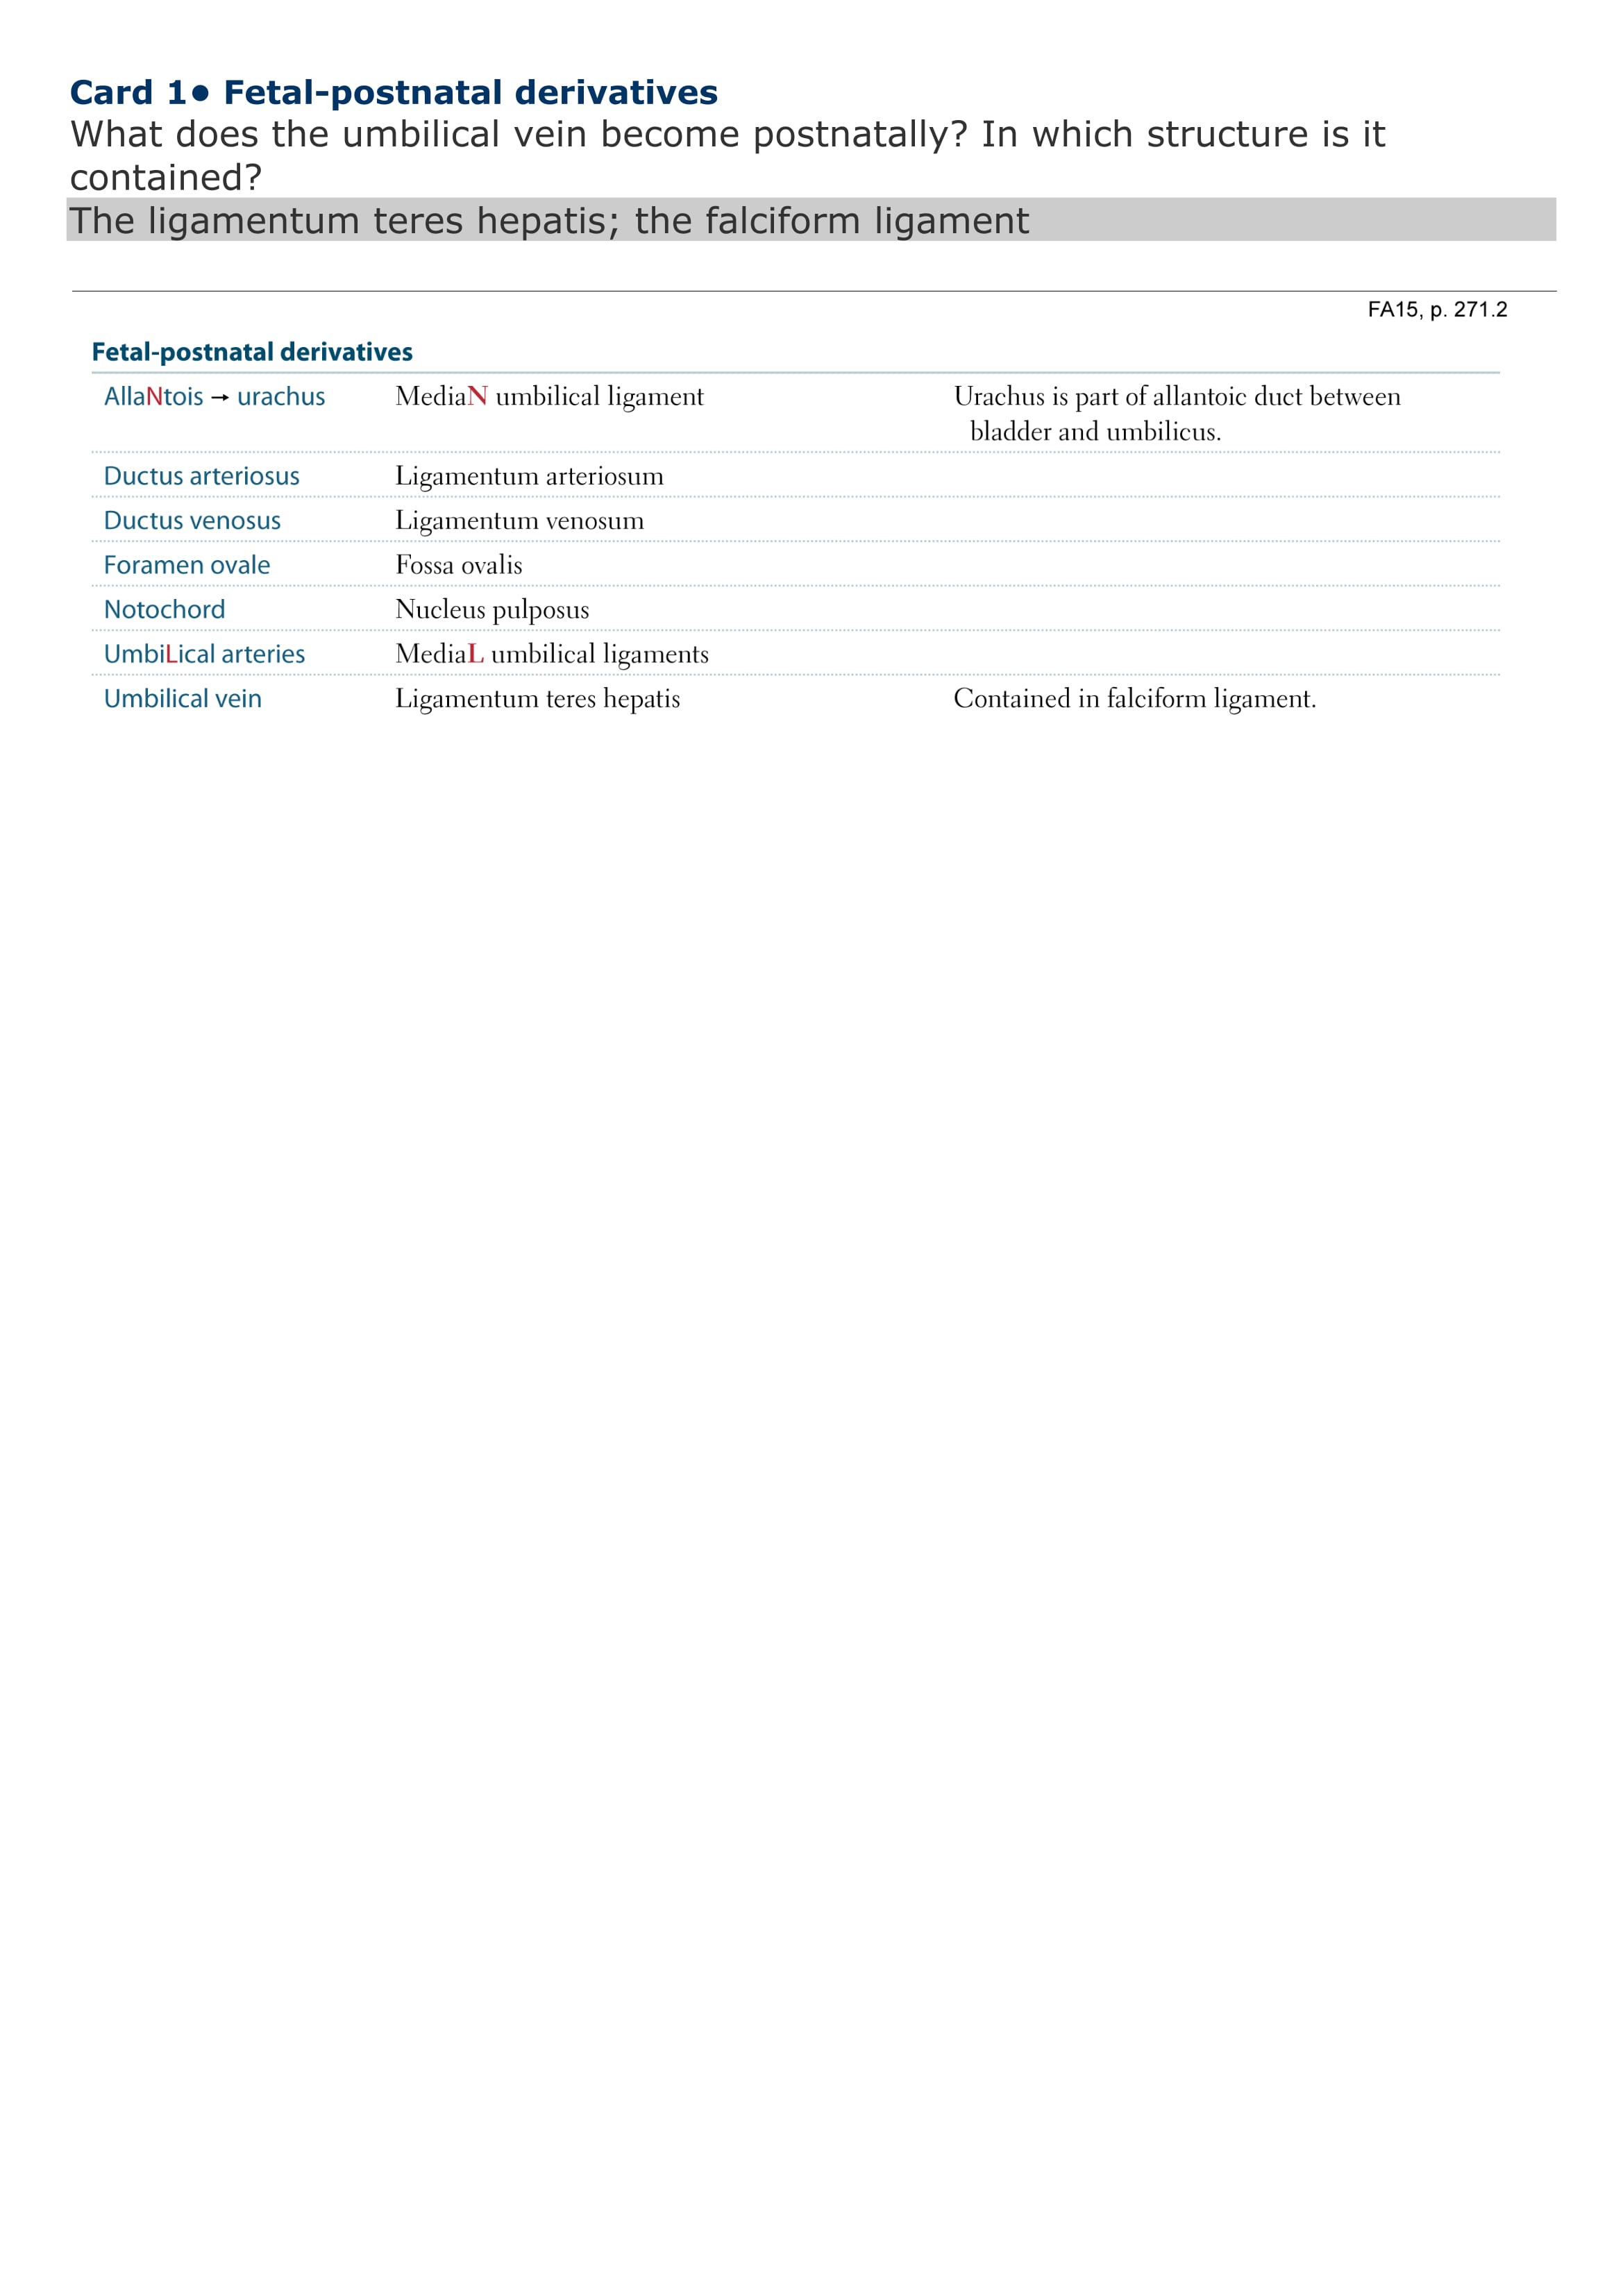 Card 1• Fetal-postnatal derivatives
What does the umbilical vein become postnatally? In which structure is it
contained?
The ligamentum teres hepatis; the falciform ligament
FA15, p. 271.2
Fetal-postnatal derivatives
AllaNtois → urachus MediaN umbilical ligament Urachus is part of allantoic duct between
bladder and umbilicus.
Ductus arteriosus Ligamentum arteriosum
Ductus venosus Ligamentum venosum
Foramen ovale Fossa ovalis
Notochord Nucleus pulposus
UmbiLical arteries MediaL umbilical ligaments
Umbilical vein Ligamentum teres hepatis Contained in falciform ligament.